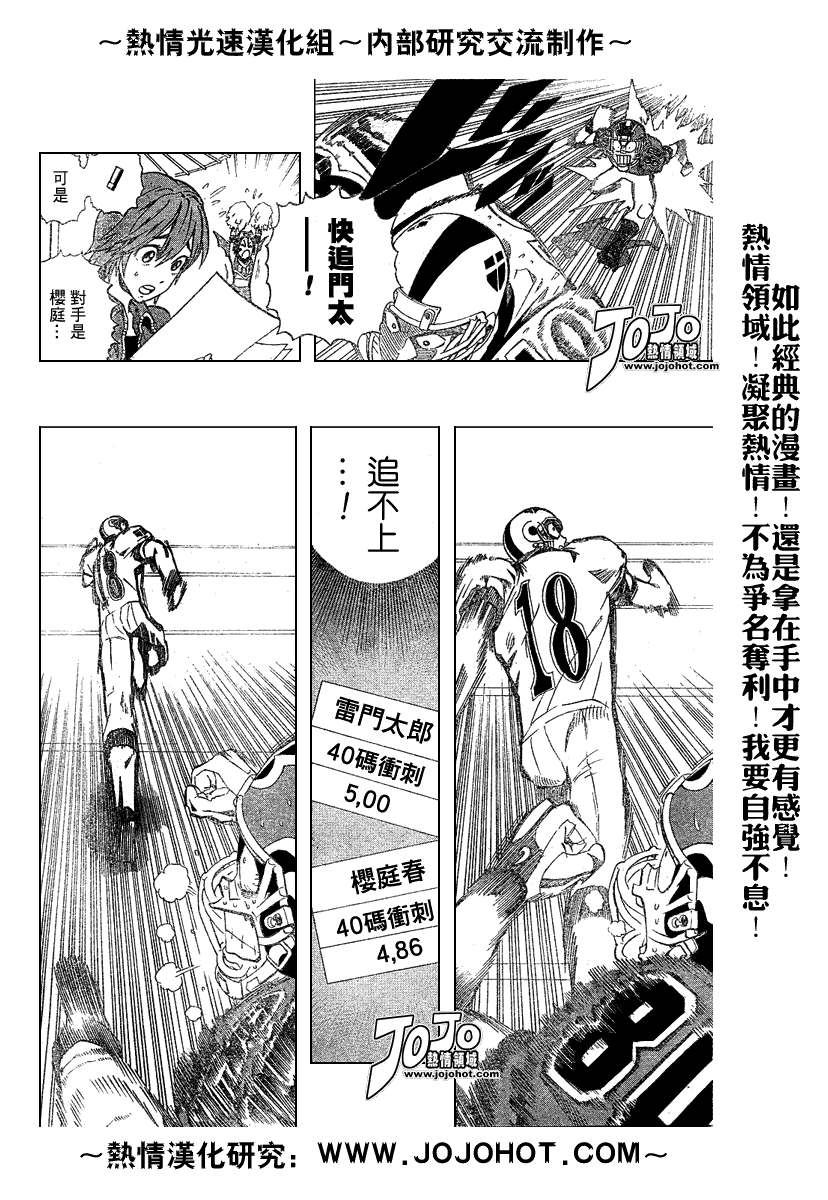 ～熱情光速漢化組～内部研究交流制作～
快追門太
——！
可是
對手是
櫻庭…
JOJO
熱情領域
www.jojohot.com
如此經典的漫畫！還是拿在手中才更有感覺！
熱情領域！凝聚熱情！不為爭名奪利！我要自強不息！
18
追不上
…！
雷門太郎
40碼衝刺
5,00
櫻庭春
40碼衝刺
4,86
18
JOJO
熱情領域
www.jojohot.com
～熱情漢化研究：WWW.JOJOHOT.COM～